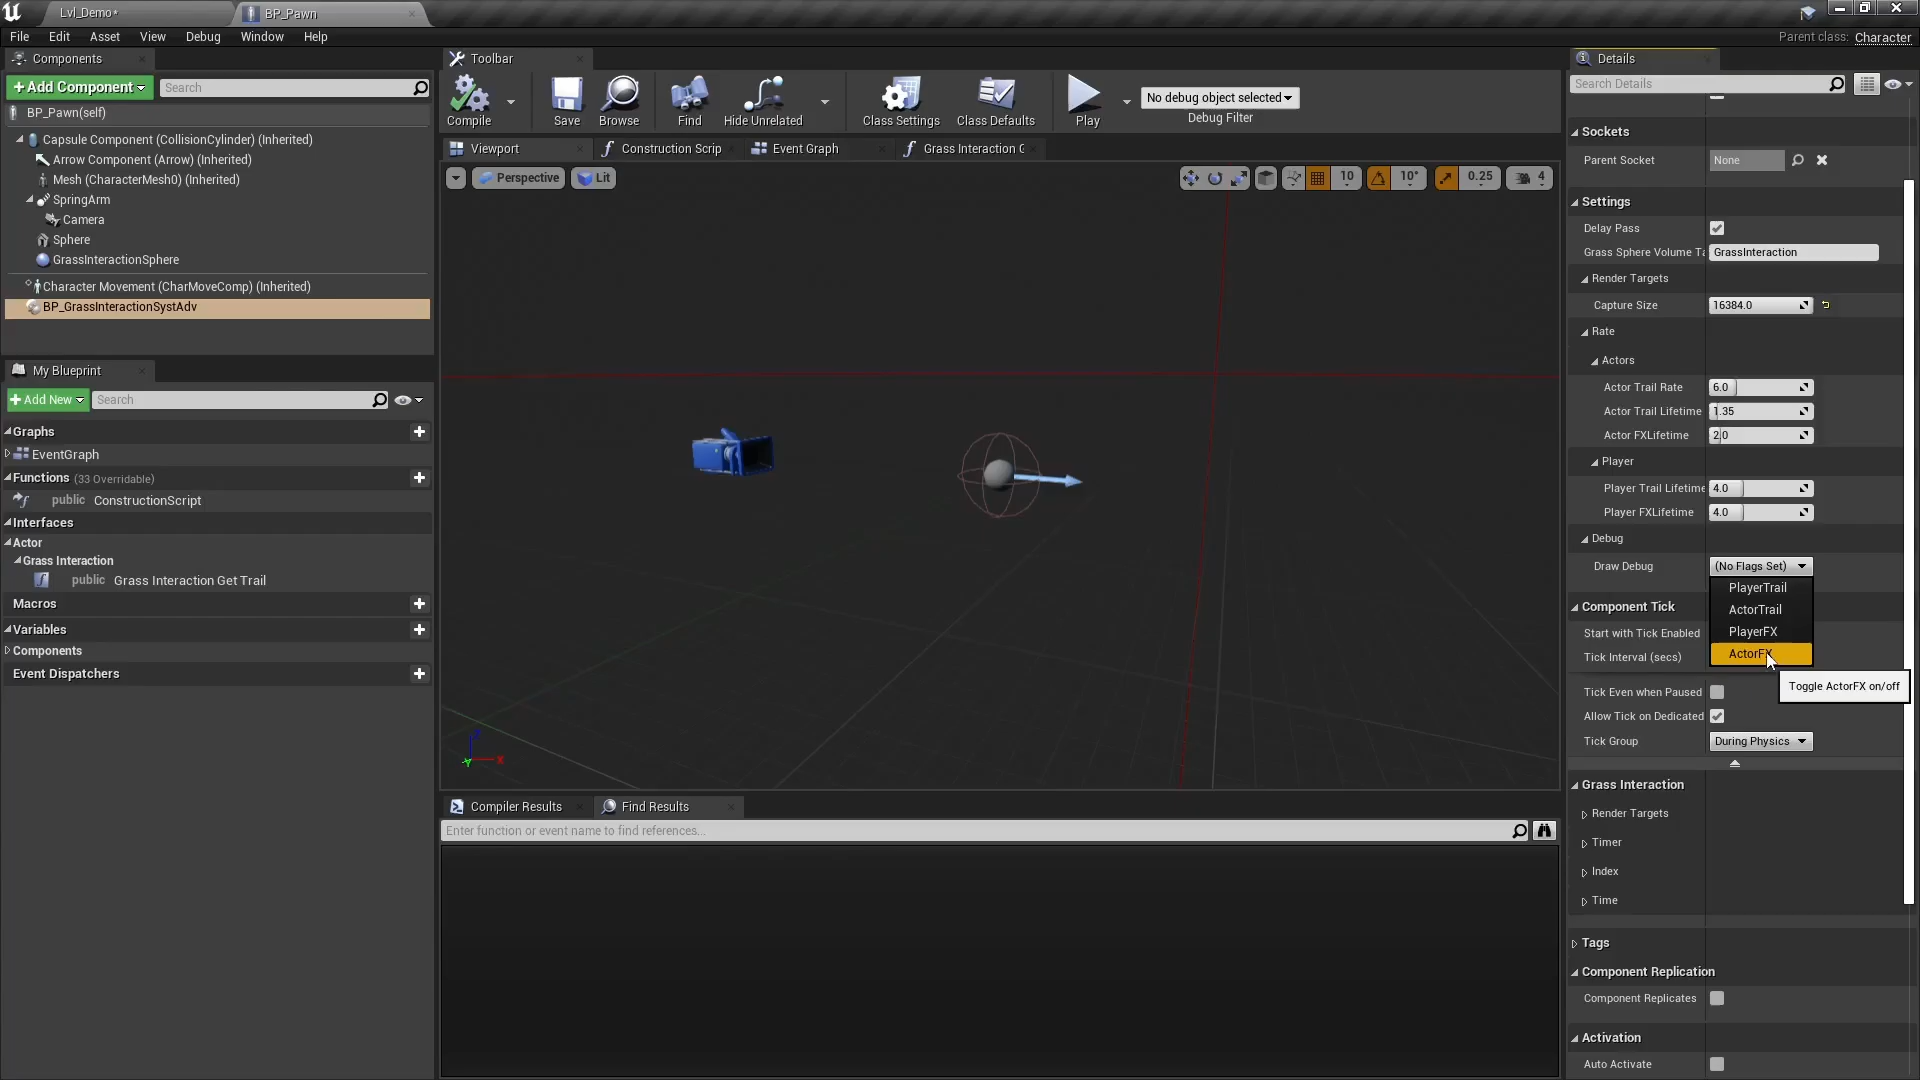 Lvl_Demo*
BP_Pawn
File Edit Asset View Debug Window Help
Parent class: Character
Components
+Add Component
Search
BP_Pawn(self)
Capsule Component (CollisionCylinder) (Inherited)
Arrow Component (Arrow) (Inherited)
Mesh (CharacterMesh0) (Inherited)
SpringArm
Camera
Sphere
GrassInteractionSphere
Character Movement (CharMoveComp) (Inherited)
BP_GrassInteractionSystAdv
My Blueprint
+Add New
Search
Graphs
EventGraph
Functions (33 Overridable)
public ConstructionScript
Interfaces
Actor
Grass Interaction
public Grass Interaction Get Trail
Macros
Variables
Components
Event Dispatchers
Toolbar
Compile
Save
Browse
Find
Hide Unrelated
Class Settings
Class Defaults
Play
No debug object selected
Debug Filter
Viewport
Construction Scrip
Event Graph
Grass Interaction G
Perspective
Lit
10
10°
0.25
4
Z
X
Y
Compiler Results
Find Results
Enter function or event name to find references...
Details
Search Details
Sockets
Parent Socket None
Settings
Delay Pass
Grass Sphere Volume Ta GrassInteraction
Render Targets
Capture Size 16384.0
Rate
Actors
Actor Trail Rate 6.0
Actor Trail Lifetime 1.35
Actor FXLifetime 2.0
Player
Player Trail Lifetime 4.0
Player FXLifetime 4.0
Debug
Draw Debug (No Flags Set)
PlayerTrail
ActorTrail
PlayerFX
ActorFX
Toggle ActorFX on/off
Component Tick
Start with Tick Enabled
Tick Interval (secs)
Tick Even when Paused
Allow Tick on Dedicated
Tick Group During Physics
Grass Interaction
Render Targets
Timer
Index
Time
Tags
Component Replication
Component Replicates
Activation
Auto Activate